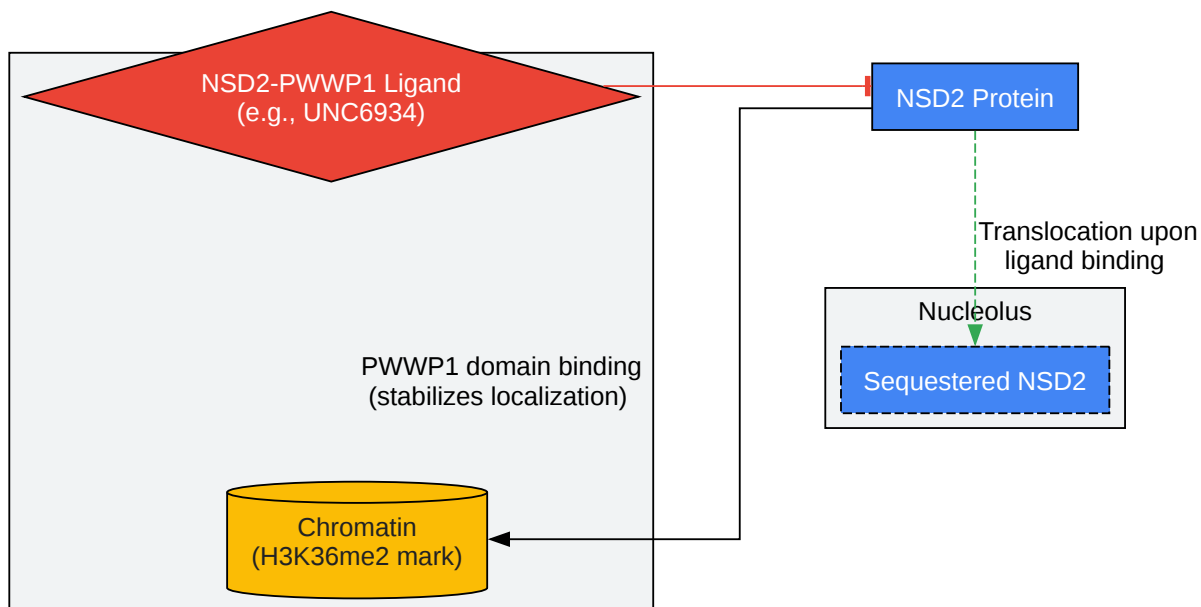 NSD2-PWWP1 Ligand
(e.g., UNC6934)
NSD2 Protein
Translocation upon
ligand binding
Nucleolus
Sequestered NSD2
PWWP1 domain binding
(stabilizes localization)
Chromatin
(H3K36me2 mark)